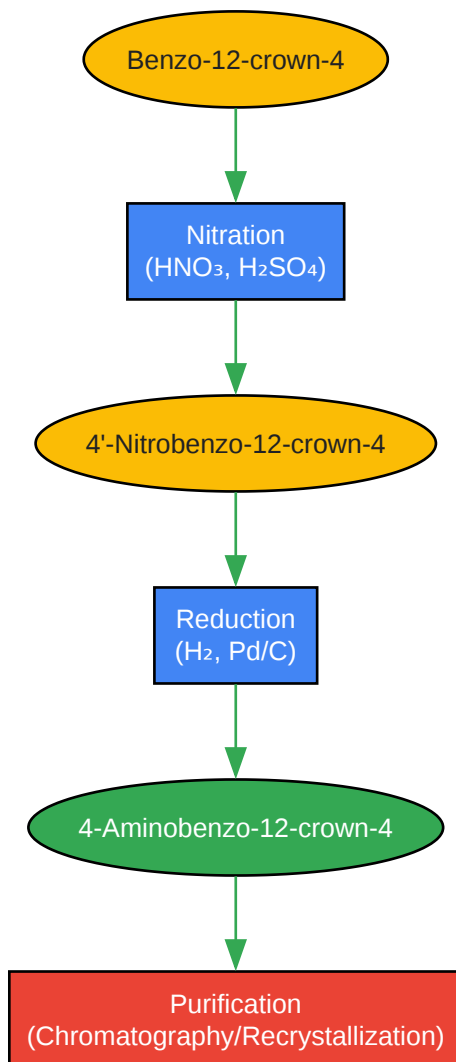 Benzo-12-crown-4
Nitration
(HNO₃, H₂SO₄)
4'-Nitrobenzo-12-crown-4
Reduction
(H₂, Pd/C)
4-Aminobenzo-12-crown-4
Purification
(Chromatography/Recrystallization)